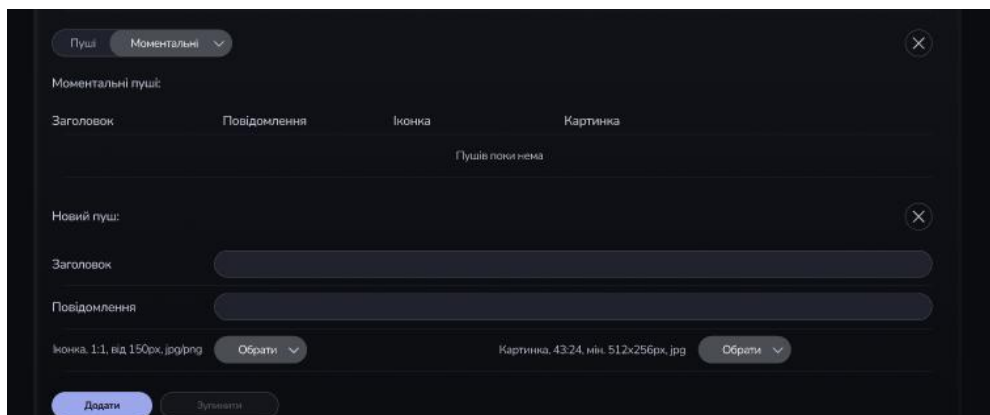 Пуші Моментальні
Моментальні пуші:
Заголовок Повідомлення Іконка Картинка
Пушів поки нема
Новий пуш:
Заголовок
Повідомлення
Іконка, 1:1, від 150px, jpg/png Обрати Картинка, 43:24, мін. 512x256px, jpg Обрати
Додати Зупинити